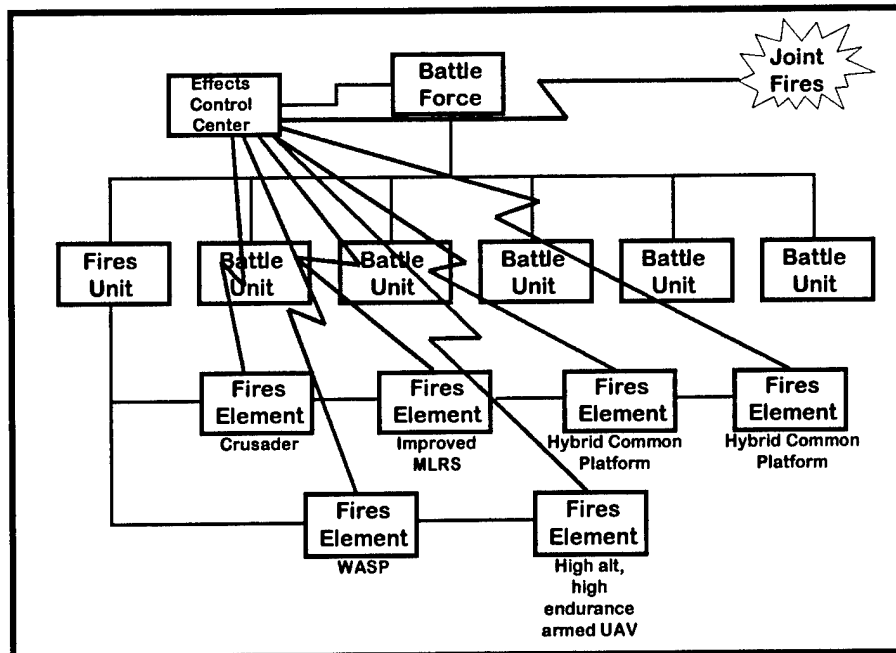 Joint
Fires
Battle
Force
Effects
Control
Center
Fires
Unit
Battle
Unit
Battle
Unit
Battle
Unit
Battle
Unit
Battle
Unit
Fires
Element
Crusader
Fires
Element
Improved
MLRS
Fires
Element
Hybrid Common
Platform
Fires
Element
Hybrid Common
Platform
Fires
Element
WASP
Fires
Element
High alt,
high
endurance
armed UAV